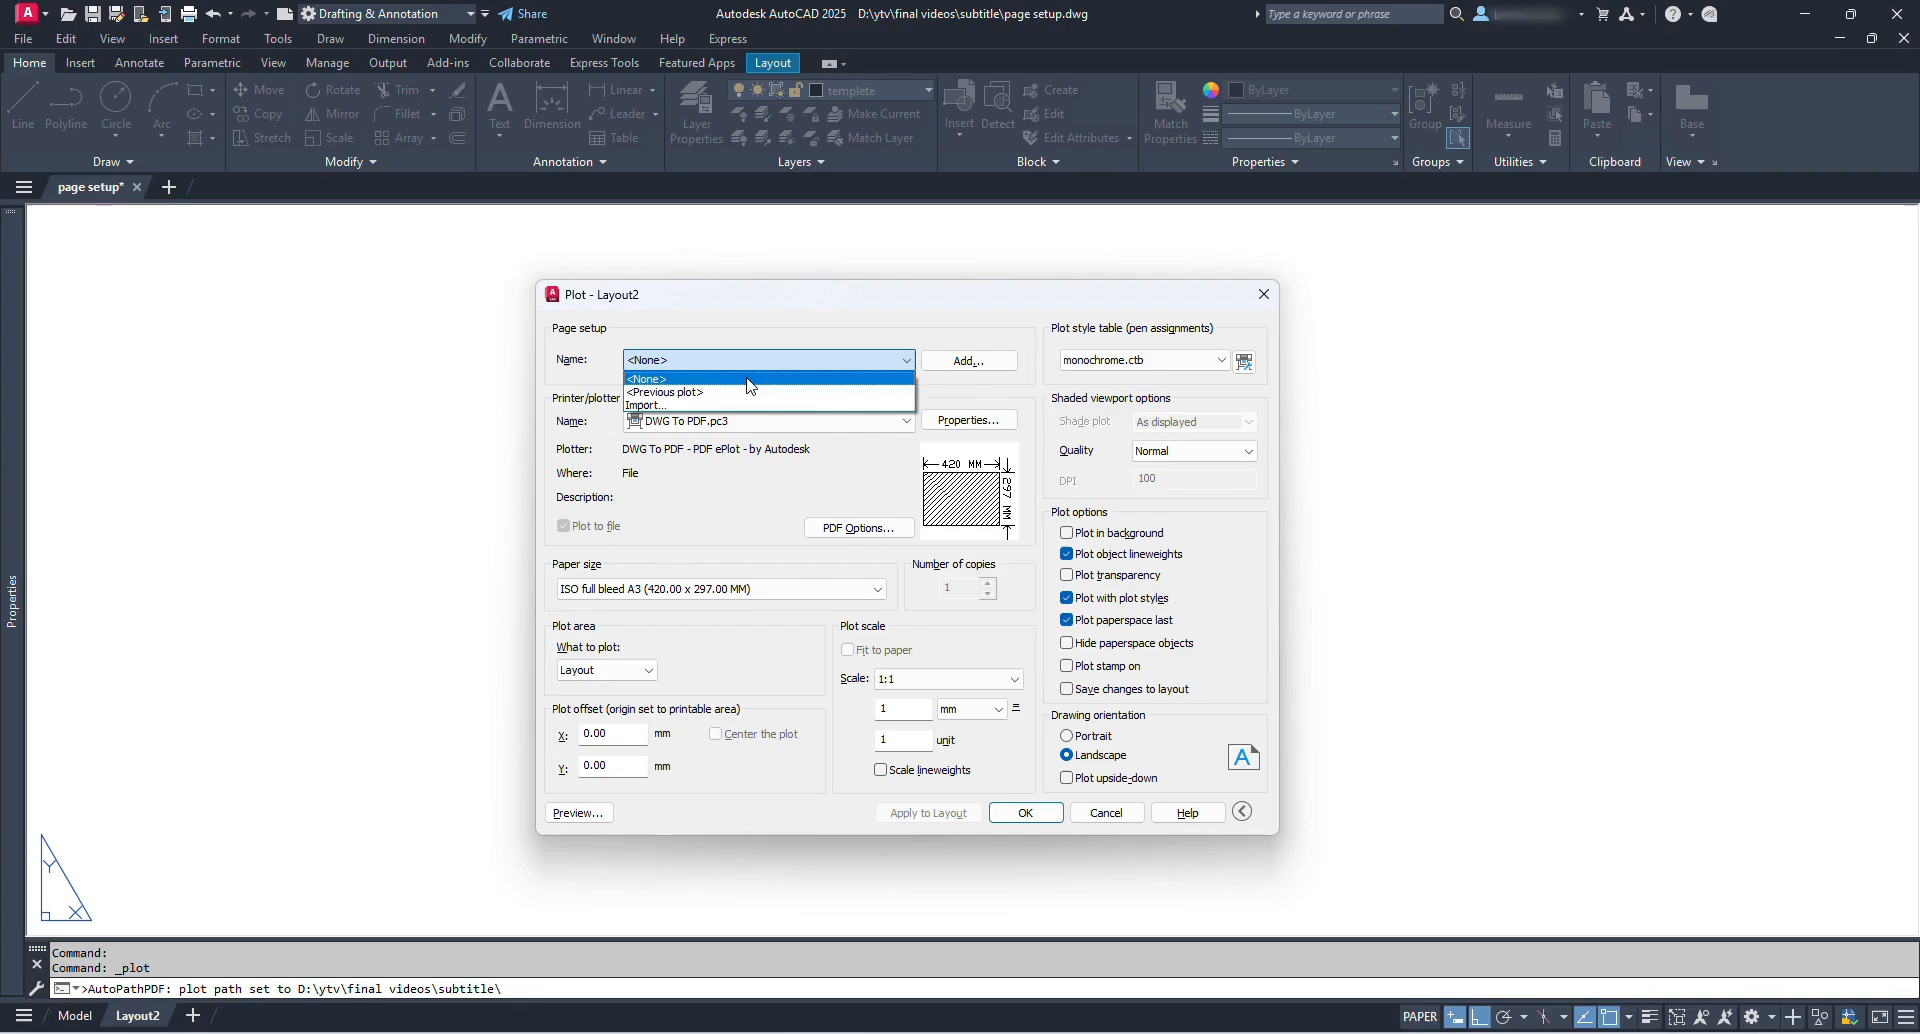 Drafting & Annotation
Share
Autodesk AutoCAD 2025 D:\ytv\final videos\subtitle\page setup.dwg
Type a keyword or phrase
File Edit View Insert Format Tools Draw Dimension Modify Parametric Window Help Express
Home Insert Annotate Parametric View Manage Output Add-ins Collaborate Express Tools Featured Apps Layout
Line Polyline Circle Arc
Move Rotate Trim
Copy Mirror Fillet
Stretch Scale Array
Text Dimension
Linear
Leader
Table
Layer Properties
templete
Make Current
Match Layer
Insert Detect
Create
Edit
Edit Attributes
Match Properties
ByLayer
ByLayer
ByLayer
Group
Measure
Paste
Base
Draw Modify Annotation Layers Block Properties Groups Utilities Clipboard View
page setup*
Properties
Plot - Layout2
Page setup
Name: <None> Add...
<None>
<Previous plot>
Import...
Printer/plotter
Name: DWG To PDF.pc3 Properties...
Plotter: DWG To PDF - PDF ePlot - by Autodesk
Where: File
Description:
Plot to file
PDF Options...
420 MM
297 MM
Paper size
ISO full bleed A3 (420.00 x 297.00 MM)
Number of copies
1
Plot area
What to plot:
Layout
Plot offset (origin set to printable area)
X: 0.00 mm
Center the plot
Y: 0.00 mm
Plot scale
Fit to paper
Scale: 1:1
1 mm =
1 unit
Scale lineweights
Plot style table (pen assignments)
monochrome.ctb
Shaded viewport options
Shade plot As displayed
Quality Normal
DPI 100
Plot options
Plot in background
Plot object lineweights
Plot transparency
Plot with plot styles
Plot paperspace last
Hide paperspace objects
Plot stamp on
Save changes to layout
Drawing orientation
Portrait
Landscape
Plot upside-down
A
Preview... Apply to Layout OK Cancel Help
Y
X
Command:
Command: _plot
>AutoPathPDF: plot path set to D:\ytv\final videos\subtitle\
Model Layout2
PAPER